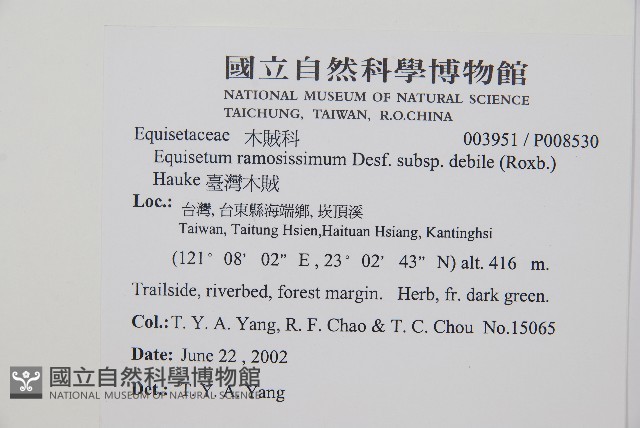 國立自然科學博物館
NATIONAL MUSEUM OF NATURAL SCIENCE
TAICHUNG, TAIWAN, R.O.CHINA
Equisetaceae 木賊科 003951 / P008530
Equisetum ramosissimum Desf. subsp. debile (Roxb.)
Hauke 臺灣木賊
Loc.: 台灣, 台東縣海端鄉, 崁頂溪
Taiwan, Taitung Hsien,Haituan Hsiang, Kantinghsi
(121° 08' 02" E , 23° 02' 43" N) alt. 416 m.
Trailside, riverbed, forest margin. Herb, fr. dark green.
Col.: T. Y. A. Yang, R. F. Chao & T. C. Chou No.15065
Date: June 22 , 2002
Det.: T. Y. A. Yang
國立自然科學博物館
NATIONAL MUSEUM OF NATURAL SCIENCE